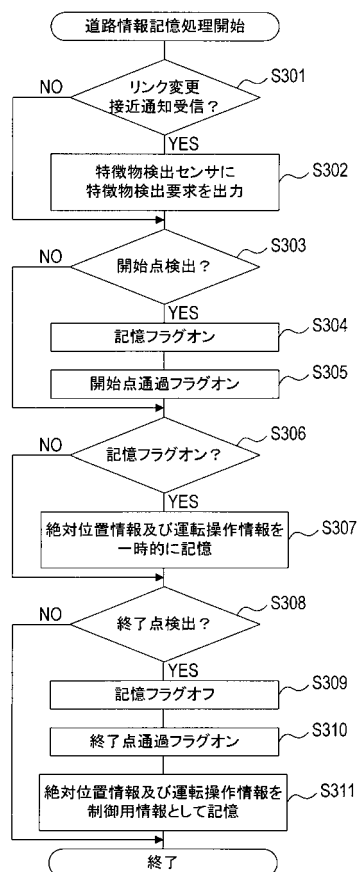 道路情報記憶処理開始
NO
リンク変更
接近通知受信？
S301
YES
特徴物検出センサに
特徴物検出要求を出力
S302
NO
開始点検出？
S303
YES
記憶フラグオン
S304
開始点通過フラグオン
S305
NO
記憶フラグオン？
S306
YES
絶対位置情報及び運転操作情報を
一時的に記憶
S307
NO
終了点検出？
S308
YES
記憶フラグオフ
S309
終了点通過フラグオン
S310
絶対位置情報及び運転操作情報を
制御用情報として記憶
S311
終了